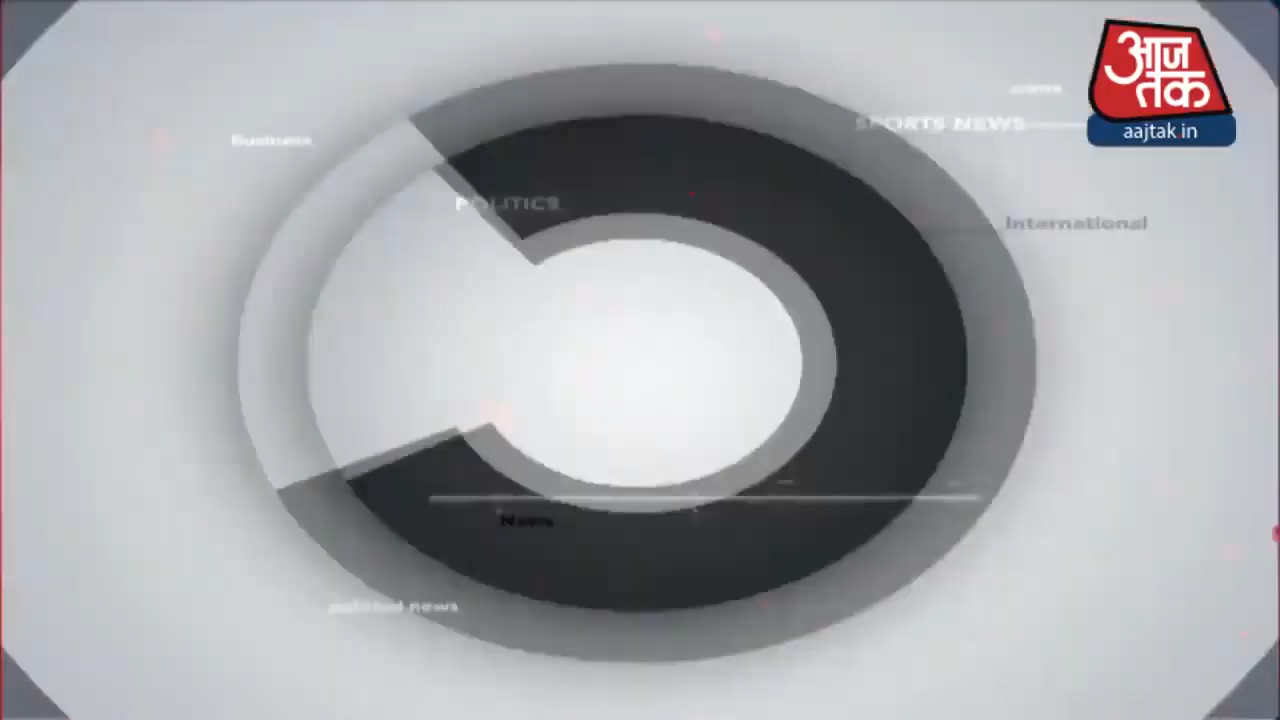 आज
तक
aajtak.in
SPORTS NEWS
Business
POLITICS
International
News
political news